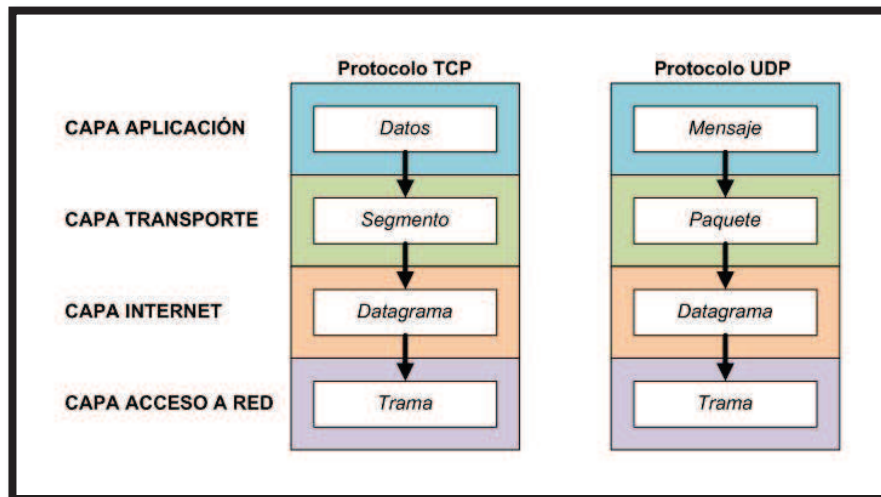 Protocolo TCP Protocolo UDP
CAPA APLICACIÓN Datos Mensaje
CAPA TRANSPORTE Segmento Paquete
CAPA INTERNET Datagrama Datagrama
CAPA ACCESO A RED Trama Trama